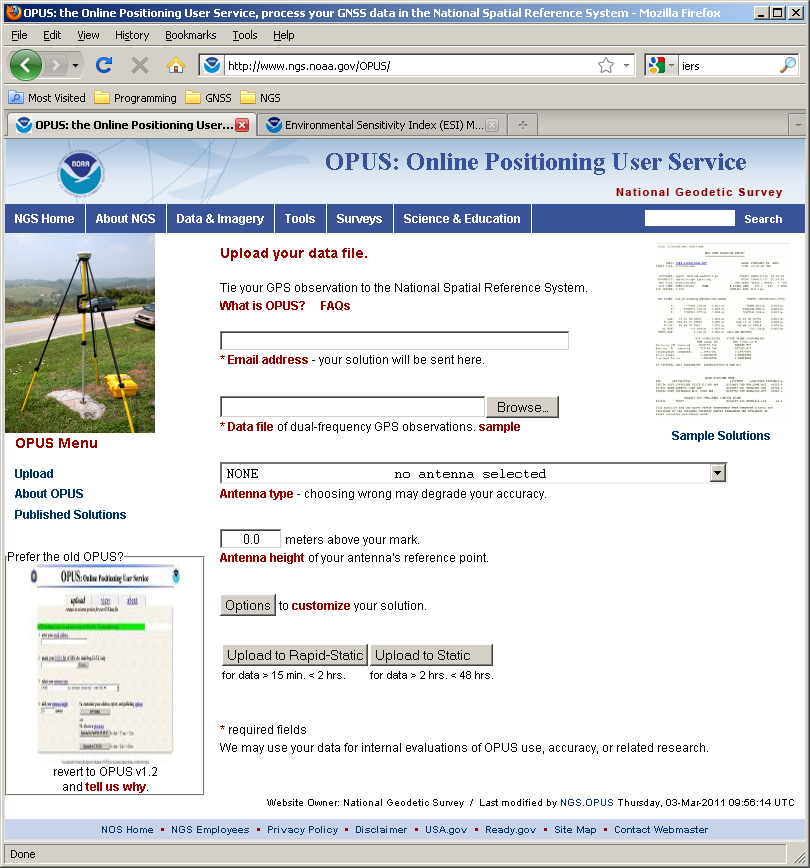 OPUS: the Online Positioning User Service, process your GNSS data in the National Spatial Reference System - Mozilla Firefox
File Edit View History Bookmarks Tools Help
http://www.ngs.noaa.gov/OPUS/
iers
Most Visited Programming GNSS NGS
OPUS: the Online Positioning User... Environmental Sensitivity Index (ESI) M...
NOAA
OPUS: Online Positioning User Service
National Geodetic Survey
NGS Home About NGS Data & Imagery Tools Surveys Science & Education Search
Upload your data file.
Tie your GPS observation to the National Spatial Reference System.
What is OPUS? FAQs
* Email address - your solution will be sent here.
Browse...
* Data file of dual-frequency GPS observations. sample
Sample Solutions
OPUS Menu
Upload
About OPUS
Published Solutions
NONE no antenna selected
Antenna type - choosing wrong may degrade your accuracy.
0.0 meters above your mark.
Antenna height of your antenna's reference point.
Prefer the old OPUS?
OPUS: Online Positioning User Service
upload view about
revert to OPUS v1.2
and tell us why.
Options to customize your solution.
Upload to Rapid-Static Upload to Static
for data > 15 min. < 2 hrs. for data > 2 hrs. < 48 hrs.
* required fields
We may use your data for internal evaluations of OPUS use, accuracy, or related research.
Website Owner: National Geodetic Survey / Last modified by NGS.OPUS Thursday, 03-Mar-2011 09:56:14 UTC
NOS Home • NGS Employees • Privacy Policy • Disclaimer • USA.gov • Ready.gov • Site Map • Contact Webmaster
Done